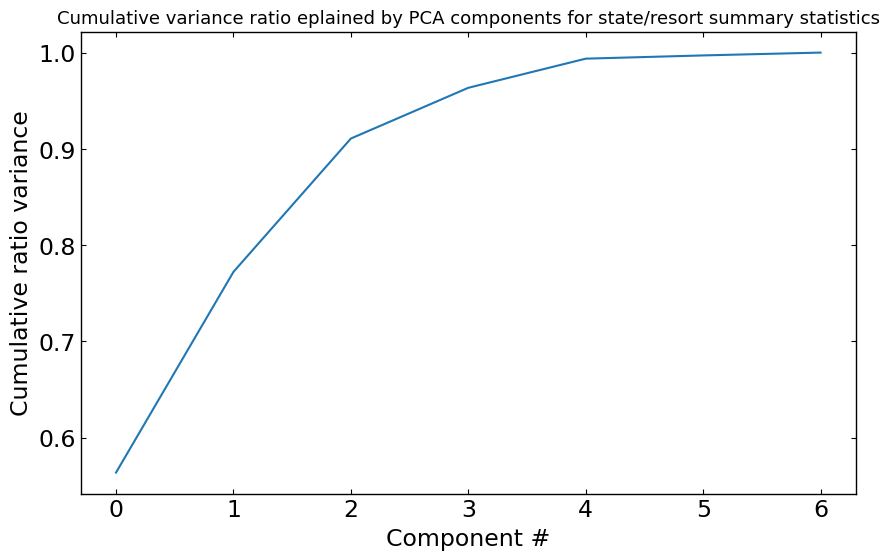 Cumulative variance ratio eplained by PCA components for state/resort summary statistics
Cumulative ratio variance
1.0
0.9
0.8
0.7
0.6
0 1 2 3 4 5 6
Component #